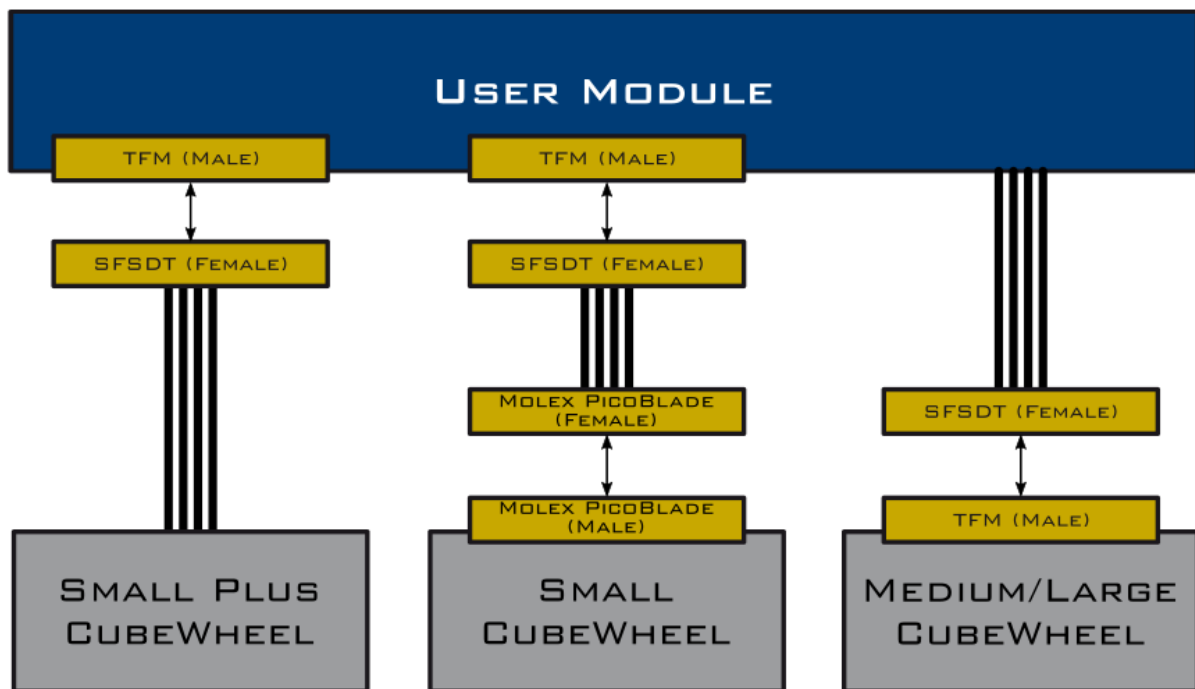 User Module
TFM (Male)
TFM (Male)
SFSDT (Female)
SFSDT (Female)
Molex PicoBlade
(Female)
SFSDT (Female)
Molex PicoBlade
(Male)
TFM (Male)
Small Plus
CubeWheel
Small
CubeWheel
Medium/Large
CubeWheel